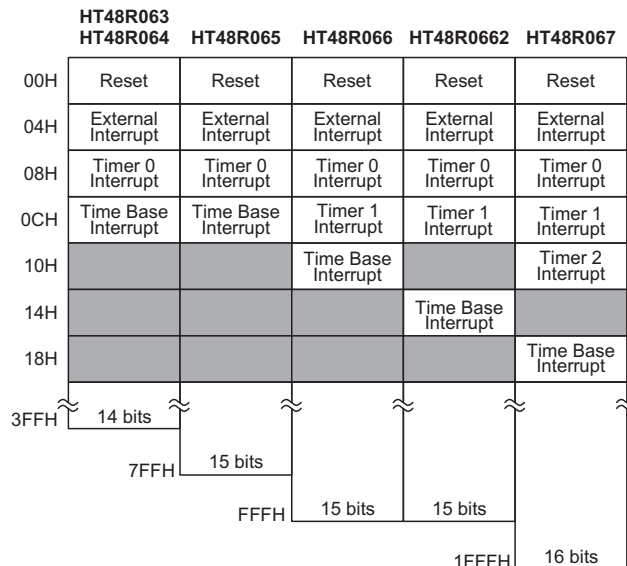 HT48R063
HT48R064 HT48R065 HT48R066 HT48R0662 HT48R067
00H Reset Reset Reset Reset Reset
04H External Interrupt External Interrupt External Interrupt External Interrupt External Interrupt
08H Timer 0 Interrupt Timer 0 Interrupt Timer 0 Interrupt Timer 0 Interrupt Timer 0 Interrupt
0CH Time Base Interrupt Time Base Interrupt Timer 1 Interrupt Timer 1 Interrupt Timer 1 Interrupt
10H Time Base Interrupt Timer 2 Interrupt
14H Time Base Interrupt
18H Time Base Interrupt
3FFH 14 bits
7FFH 15 bits
FFFH 15 bits 15 bits
1FFFH 16 bits